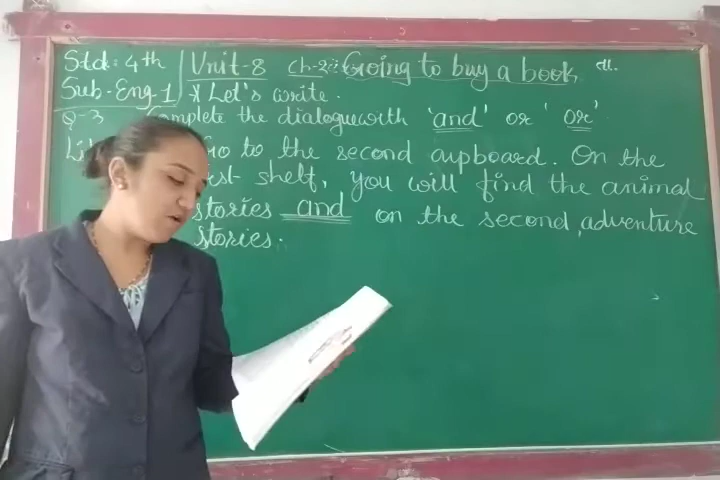 Std: 4th Unit-8 Ch-2: Going to buy a book.
Sub-Eng-1 * Let's write.
Q-3 omplete the dialogue with 'and' or 'or'
Go to the second cupboard. On the
shelf, you will find the animal
stories and on the second, adventure
stories.